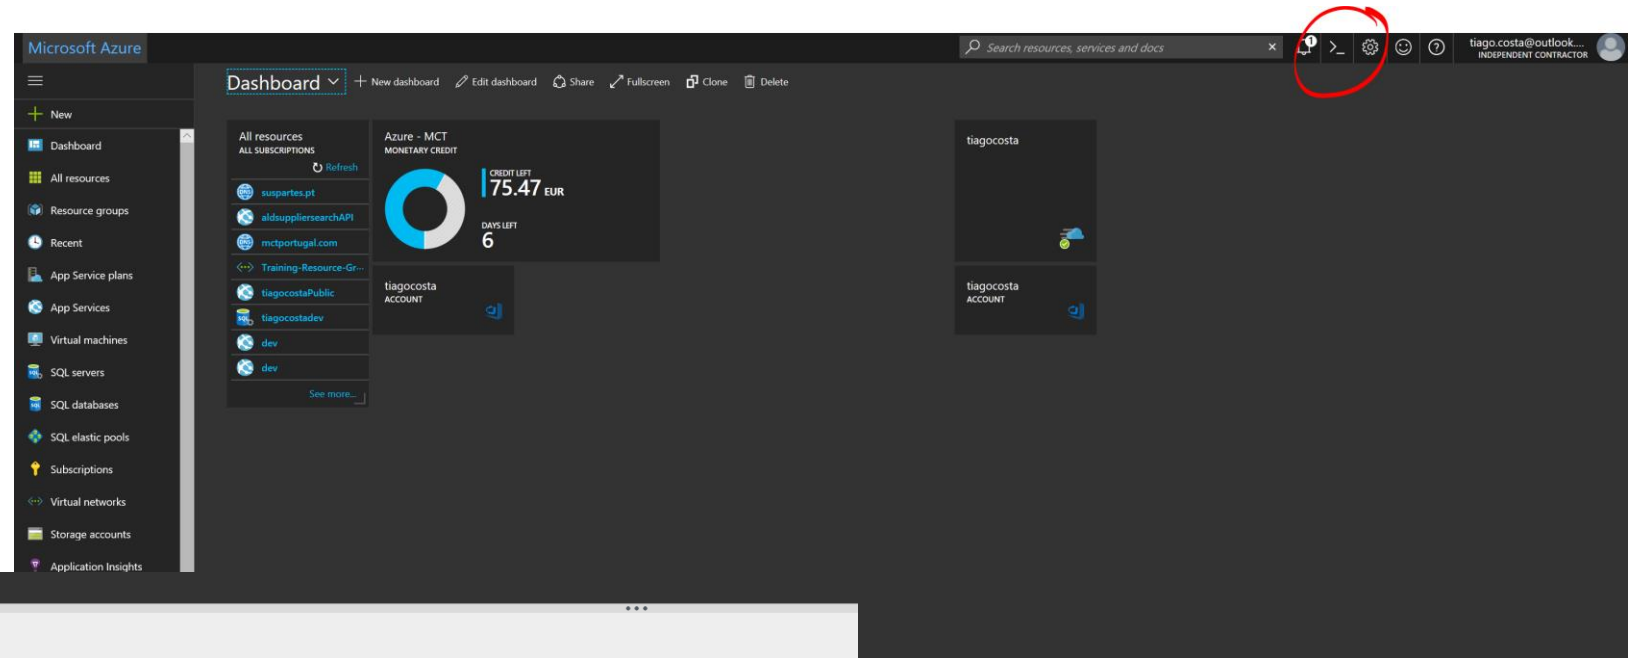 Microsoft Azure
Search resources, services and docs
1
>_
tiago.costa@outlook....
INDEPENDENT CONTRACTOR
Dashboard
New dashboard
Edit dashboard
Share
Fullscreen
Clone
Delete
New
Dashboard
All resources
Resource groups
Recent
App Service plans
App Services
Virtual machines
SQL servers
SQL databases
SQL elastic pools
Subscriptions
Virtual networks
Storage accounts
Application Insights
All resources
ALL SUBSCRIPTIONS
Refresh
suspartes.pt
aldsuppliersearchAPI
mctportugal.com
Training-Resource-Gr...
tiagocostaPublic
tiagocostadev
dev
dev
See more...
Azure - MCT
MONETARY CREDIT
CREDIT LEFT
75.47 EUR
DAYS LEFT
6
tiagocosta
ACCOUNT
tiagocosta
tiagocosta
ACCOUNT